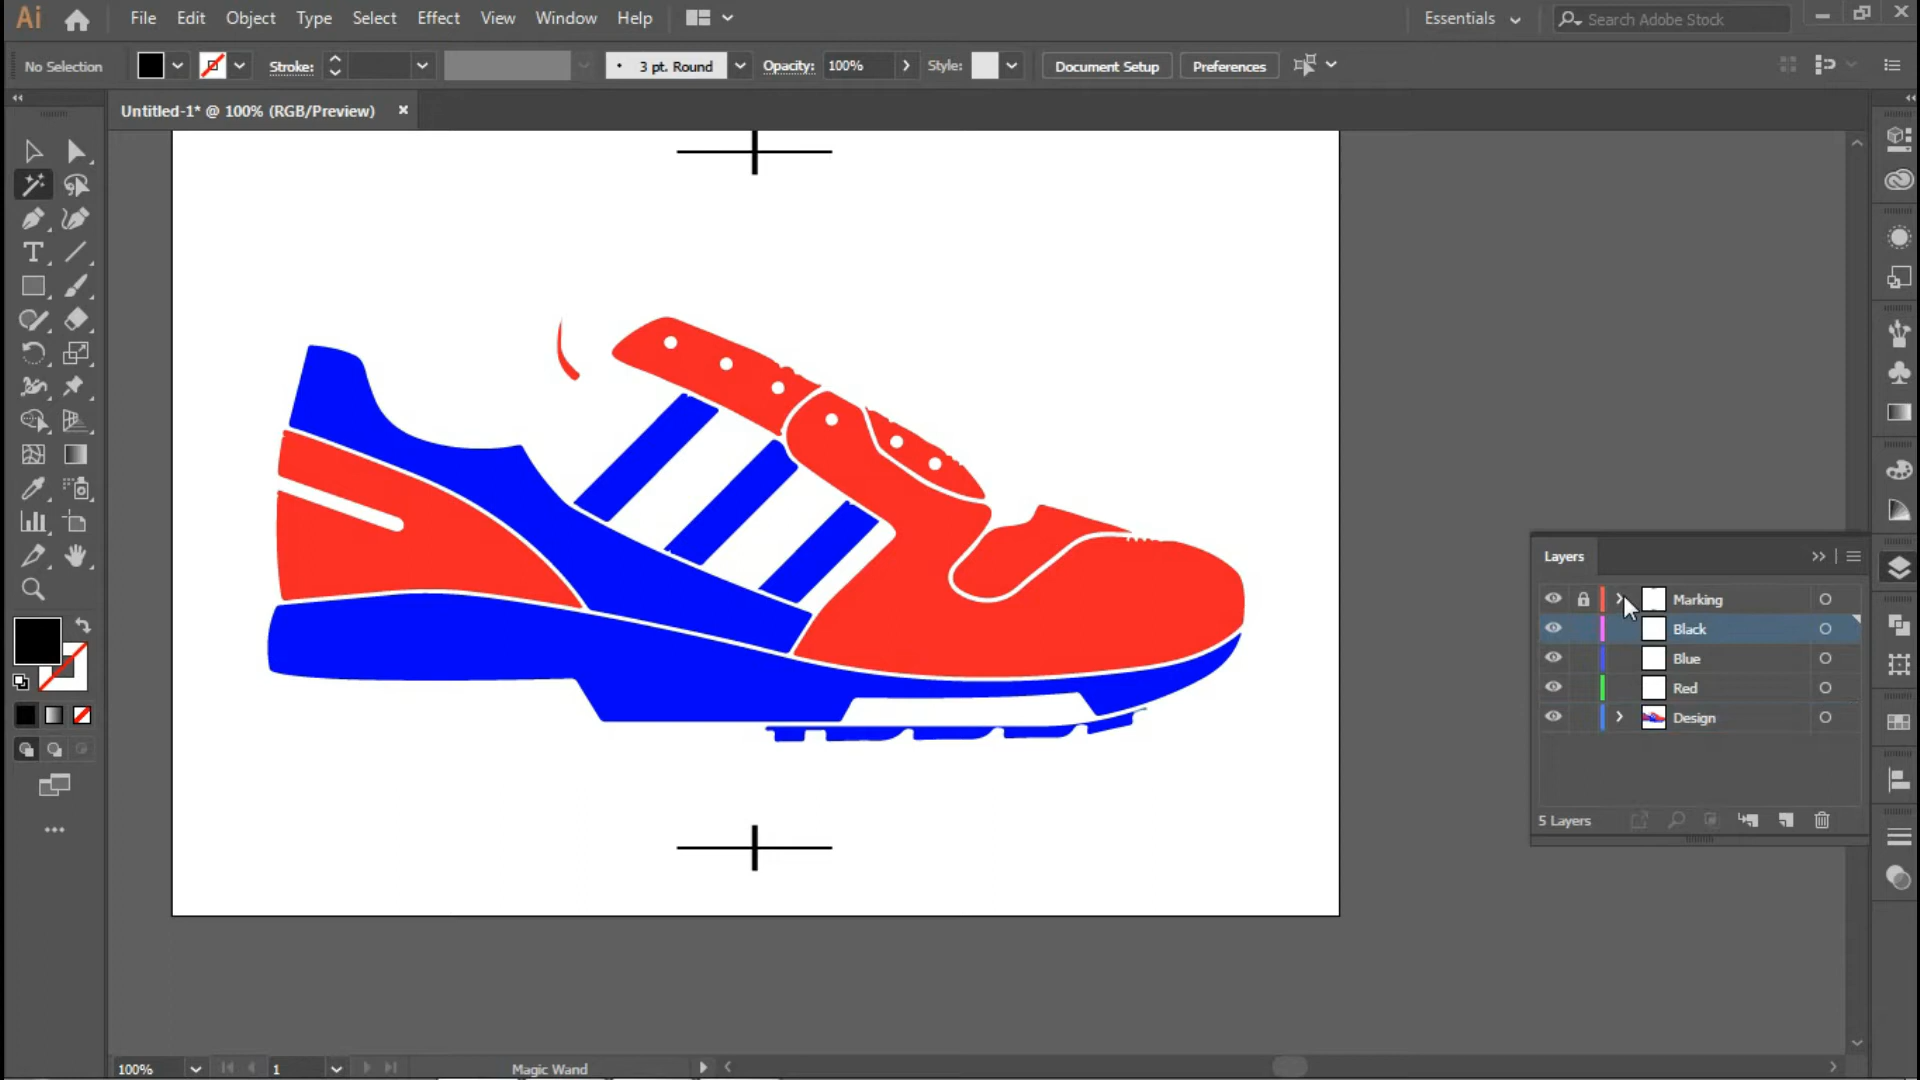 Ai File Edit Object Type Select Effect View Window Help Essentials Search Adobe Stock
No Selection Stroke: 3 pt. Round Opacity: 100% Style: Document Setup Preferences
Untitled-1* @ 100% (RGB/Preview)
T
Layers
Marking
Black
Blue
Red
Design
5 Layers
100% 1 Magic Wand